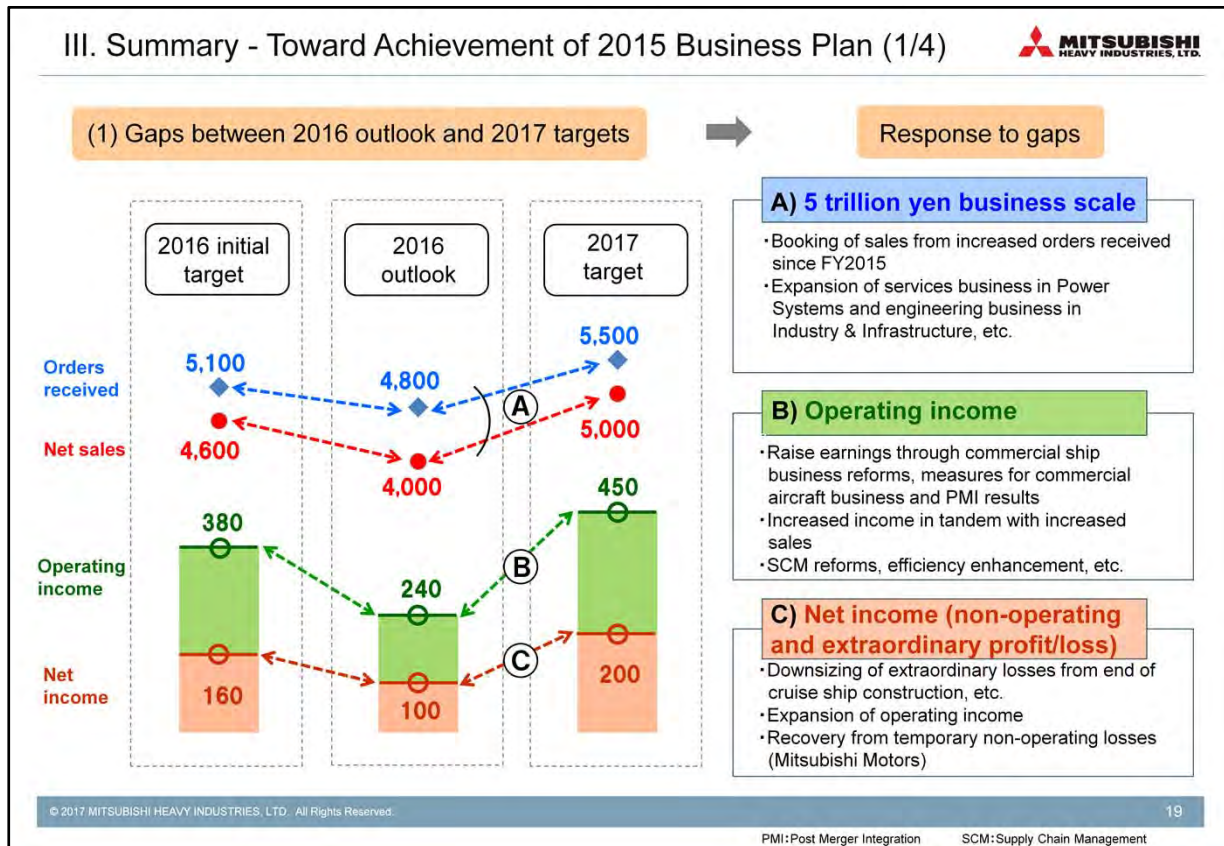 III. Summary - Toward Achievement of 2015 Business Plan (1/4)
MITSUBISHI
HEAVY INDUSTRIES, LTD.
(1) Gaps between 2016 outlook and 2017 targets
Response to gaps
2016 initial
target
2016
outlook
2017
target
Orders
received
5,100
4,800
5,500
A
Net sales
4,600
4,000
5,000
Operating
income
380
240
450
B
Net
income
160
100
200
C
A) 5 trillion yen business scale
・Booking of sales from increased orders received
since FY2015
・Expansion of services business in Power
Systems and engineering business in
Industry & Infrastructure, etc.
B) Operating income
・Raise earnings through commercial ship
business reforms, measures for commercial
aircraft business and PMI results
・Increased income in tandem with increased
sales
・SCM reforms, efficiency enhancement, etc.
C) Net income (non-operating
and extraordinary profit/loss)
・Downsizing of extraordinary losses from end of
cruise ship construction, etc.
・Expansion of operating income
・Recovery from temporary non-operating losses
(Mitsubishi Motors)
© 2017 MITSUBISHI HEAVY INDUSTRIES, LTD. All Rights Reserved.
19
PMI:Post Merger Integration SCM:Supply Chain Management